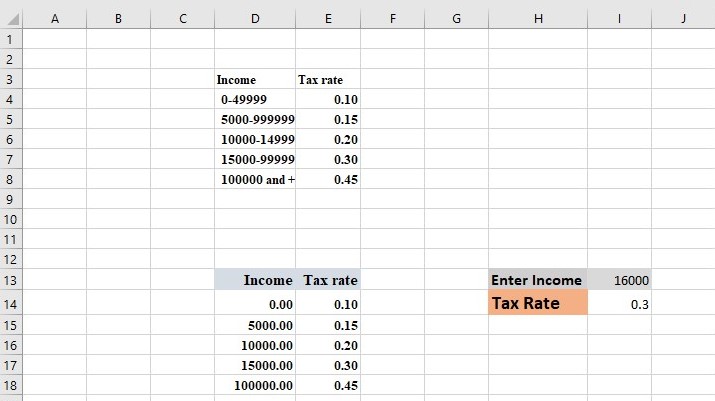 A B C D E F G H I J
1
2
3 Income Tax rate
4 0-49999 0.10
5 5000-999999 0.15
6 10000-14999 0.20
7 15000-99999 0.30
8 100000 and + 0.45
9
10
11
12
13 Income Tax rate Enter Income 16000
14 0.00 0.10 Tax Rate 0.3
15 5000.00 0.15
16 10000.00 0.20
17 15000.00 0.30
18 100000.00 0.45